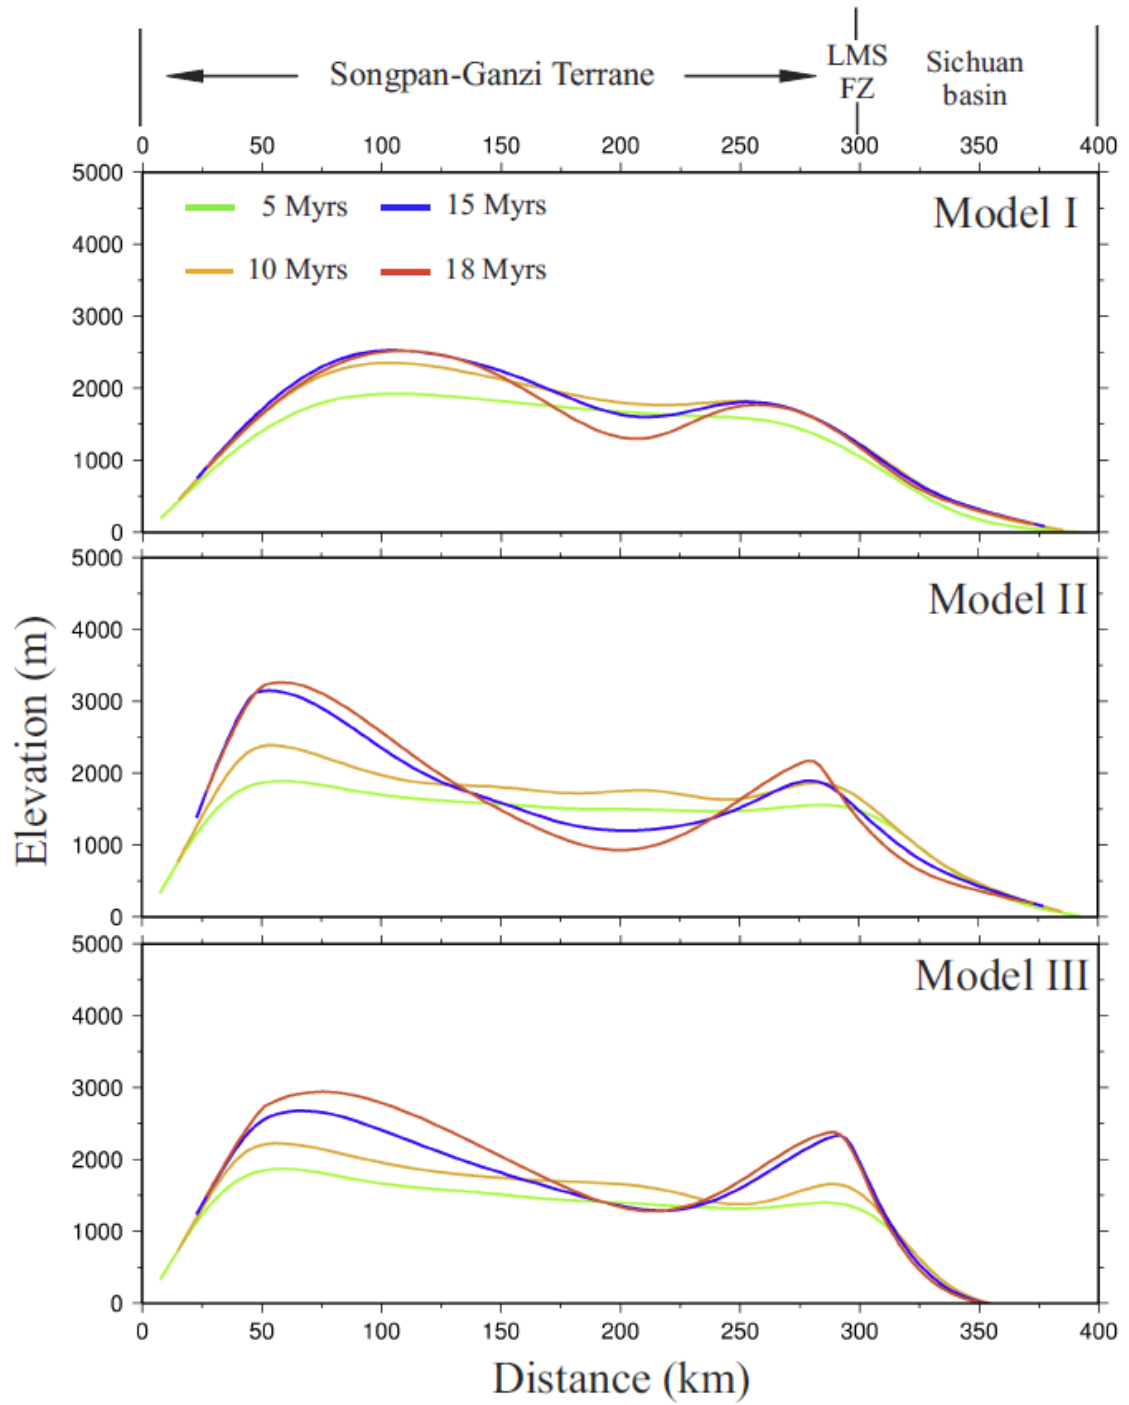 Songpan-Ganzi Terrane
LMS
FZ
Sichuan
basin
0 50 100 150 200 250 300 350 400
5000
4000
3000
2000
1000
0
5 Myrs
15 Myrs
10 Myrs
18 Myrs
Model I
Elevation (m)
5000
4000
3000
2000
1000
0
Model II
5000
4000
3000
2000
1000
0
Model III
0 50 100 150 200 250 300 350 400
Distance (km)